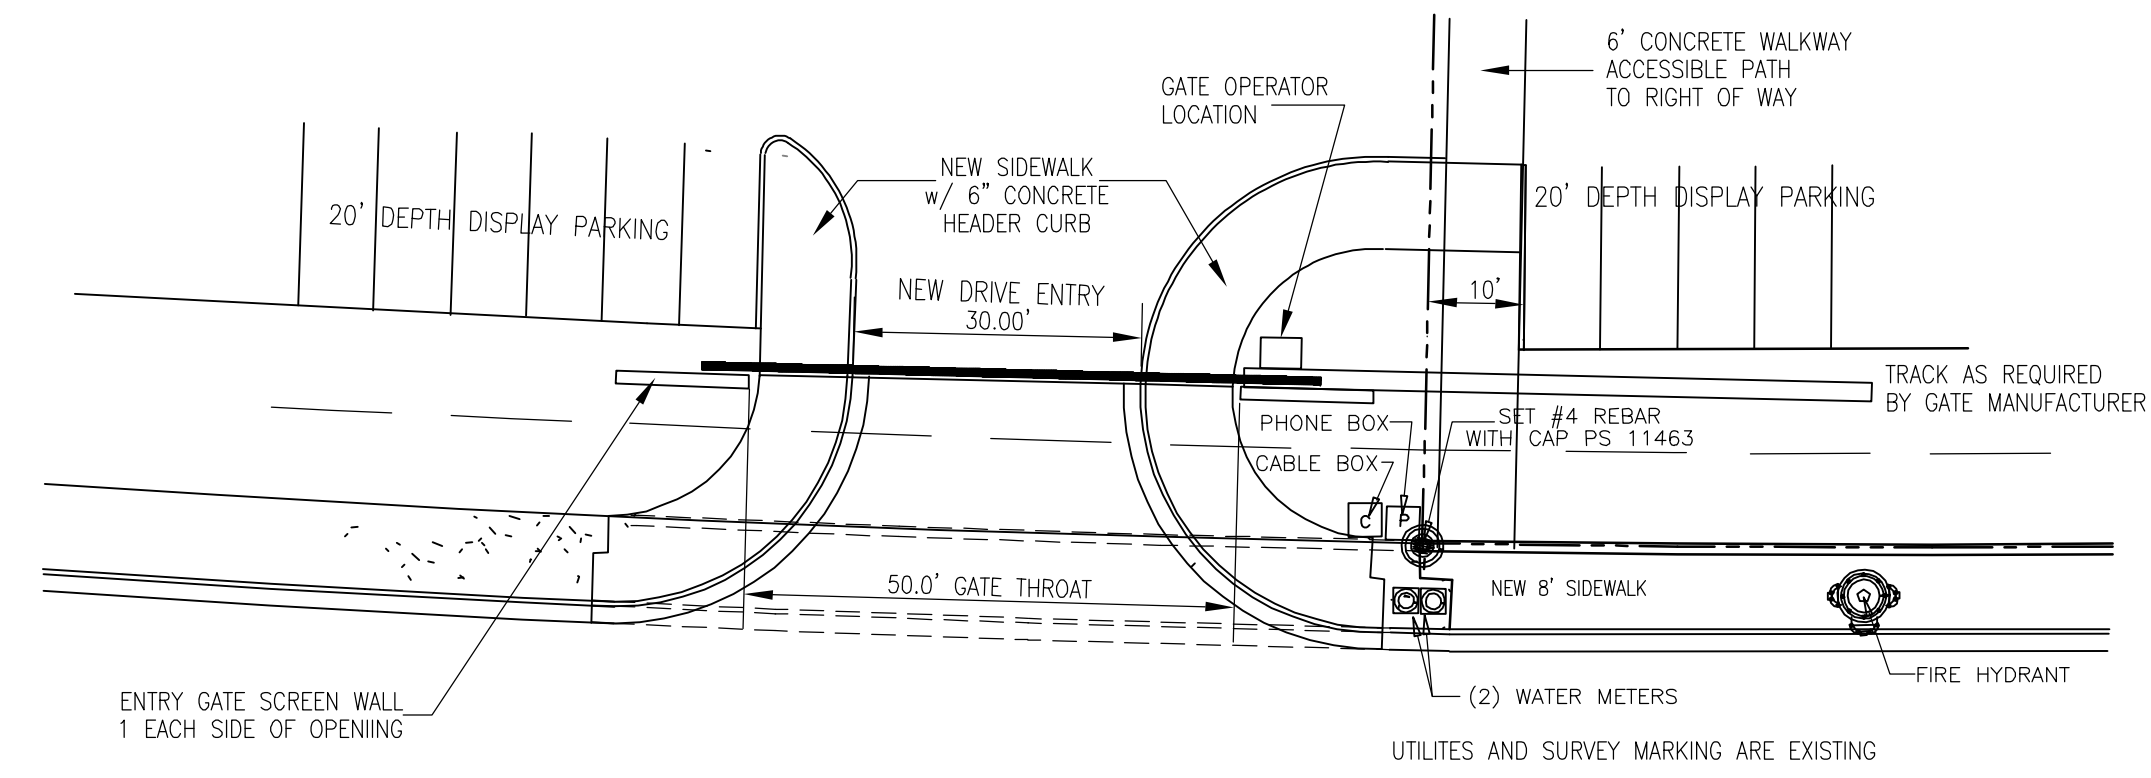 6' CONCRETE WALKWAY
ACCESSIBLE PATH
TO RIGHT OF WAY
GATE OPERATOR
LOCATION
NEW SIDEWALK
w/ 6" CONCRETE
HEADER CURB
20' DEPTH DISPLAY PARKING
20' DEPTH DISPLAY PARKING
NEW DRIVE ENTRY
30.00'
10'
TRACK AS REQUIRED
BY GATE MANUFACTURER
PHONE BOX
SET #4 REBAR
WITH CAP PS 11463
CABLE BOX
C
P
50.0' GATE THROAT
NEW 8' SIDEWALK
FIRE HYDRANT
ENTRY GATE SCREEN WALL
1 EACH SIDE OF OPENIING
(2) WATER METERS
UTILITES AND SURVEY MARKING ARE EXISTING